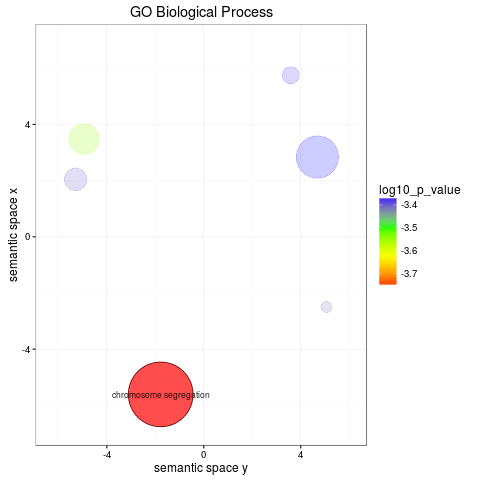 GO Biological Process
semantic space x
4
0
-4
chromosome segregation
-4
0
4
semantic space y
log10_p_value
-3.4
-3.5
-3.6
-3.7